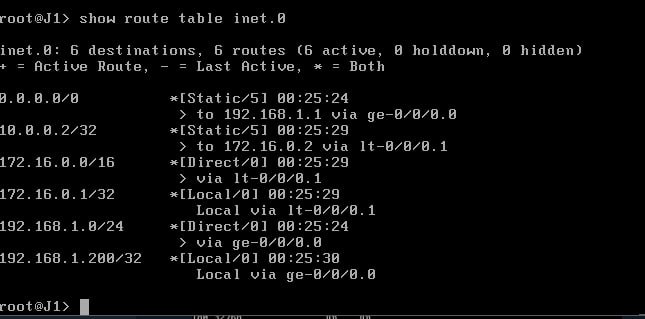 root@J1> show route table inet.0
inet.0: 6 destinations, 6 routes (6 active, 0 holddown, 0 hidden)
+ = Active Route, - = Last Active, * = Both
0.0.0.0/0          *[Static/5] 00:25:24
                    > to 192.168.1.1 via ge-0/0/0.0
10.0.0.2/32        *[Static/5] 00:25:29
                    > to 172.16.0.2 via lt-0/0/0.1
172.16.0.0/16      *[Direct/0] 00:25:29
                    > via lt-0/0/0.1
172.16.0.1/32      *[Local/0] 00:25:29
                      Local via lt-0/0/0.1
192.168.1.0/24     *[Direct/0] 00:25:24
                    > via ge-0/0/0.0
192.168.1.200/32   *[Local/0] 00:25:30
                      Local via ge-0/0/0.0
root@J1>